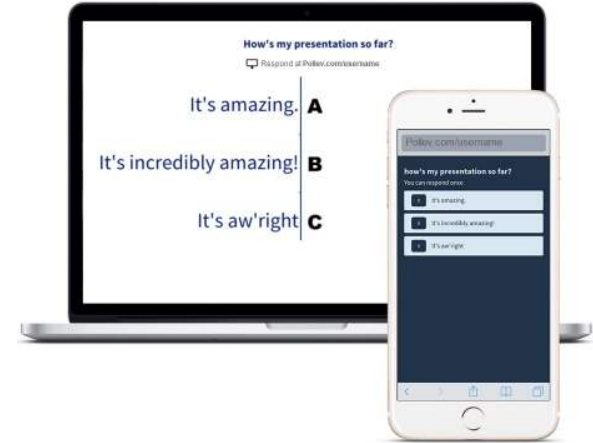 How's my presentation so far?
Respond at Pollev.com/username
It's amazing. A
It's incredibly amazing! B
It's aw'right C
Pollev.com/username
how's my presentation so far?
You can respond once
It's amazing.
It's incredibly amazing!
It's aw'right